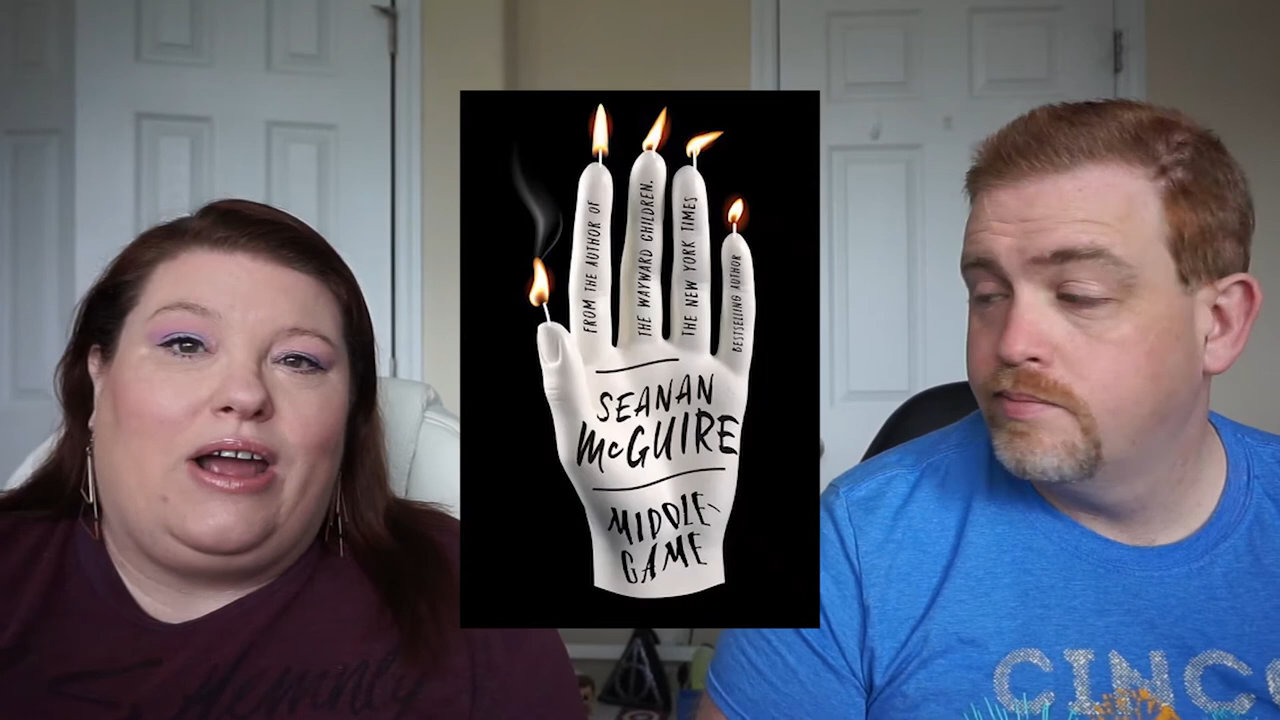 FROM THE AUTHOR OF
THE WAYWARD CHILDREN.
THE NEW YORK TIMES
BESTSELLING AUTHOR
SEANAN
McGUIRE
MIDDLE-
GAME
CINCO